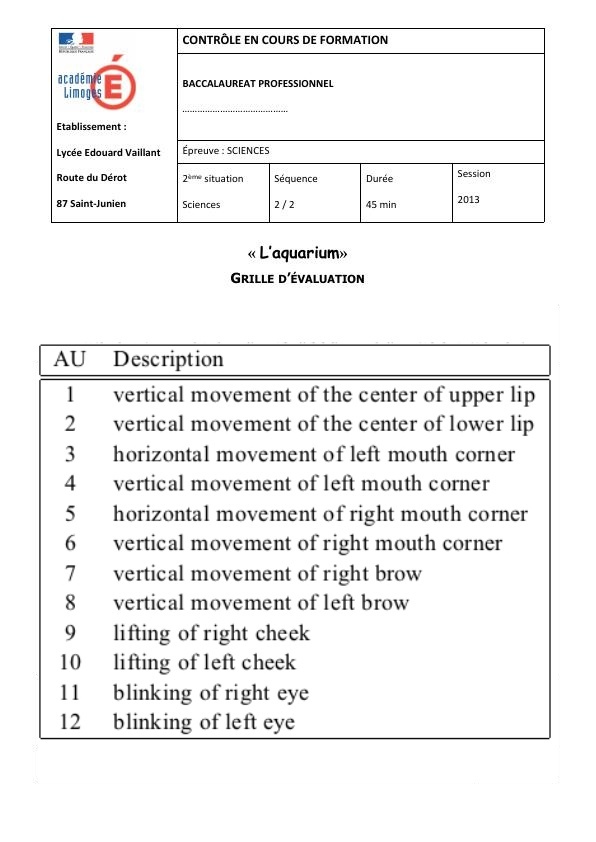 CONTRÔLE EN COURS DE FORMATION
Liberté • Égalité • Fraternité
RÉPUBLIQUE FRANÇAISE
académie
Limoges
BACCALAUREAT PROFESSIONNEL
.......................................
Etablissement :
Lycée Edouard Vaillant
Route du Dérot
87 Saint-Junien
Épreuve : SCIENCES
2ème situation
Sciences
Séquence
2 / 2
Durée
45 min
Session
2013
« L’aquarium»
GRILLE D’ÉVALUATION
AU Description
1 vertical movement of the center of upper lip
2 vertical movement of the center of lower lip
3 horizontal movement of left mouth corner
4 vertical movement of left mouth corner
5 horizontal movement of right mouth corner
6 vertical movement of right mouth corner
7 vertical movement of right brow
8 vertical movement of left brow
9 lifting of right cheek
10 lifting of left cheek
11 blinking of right eye
12 blinking of left eye